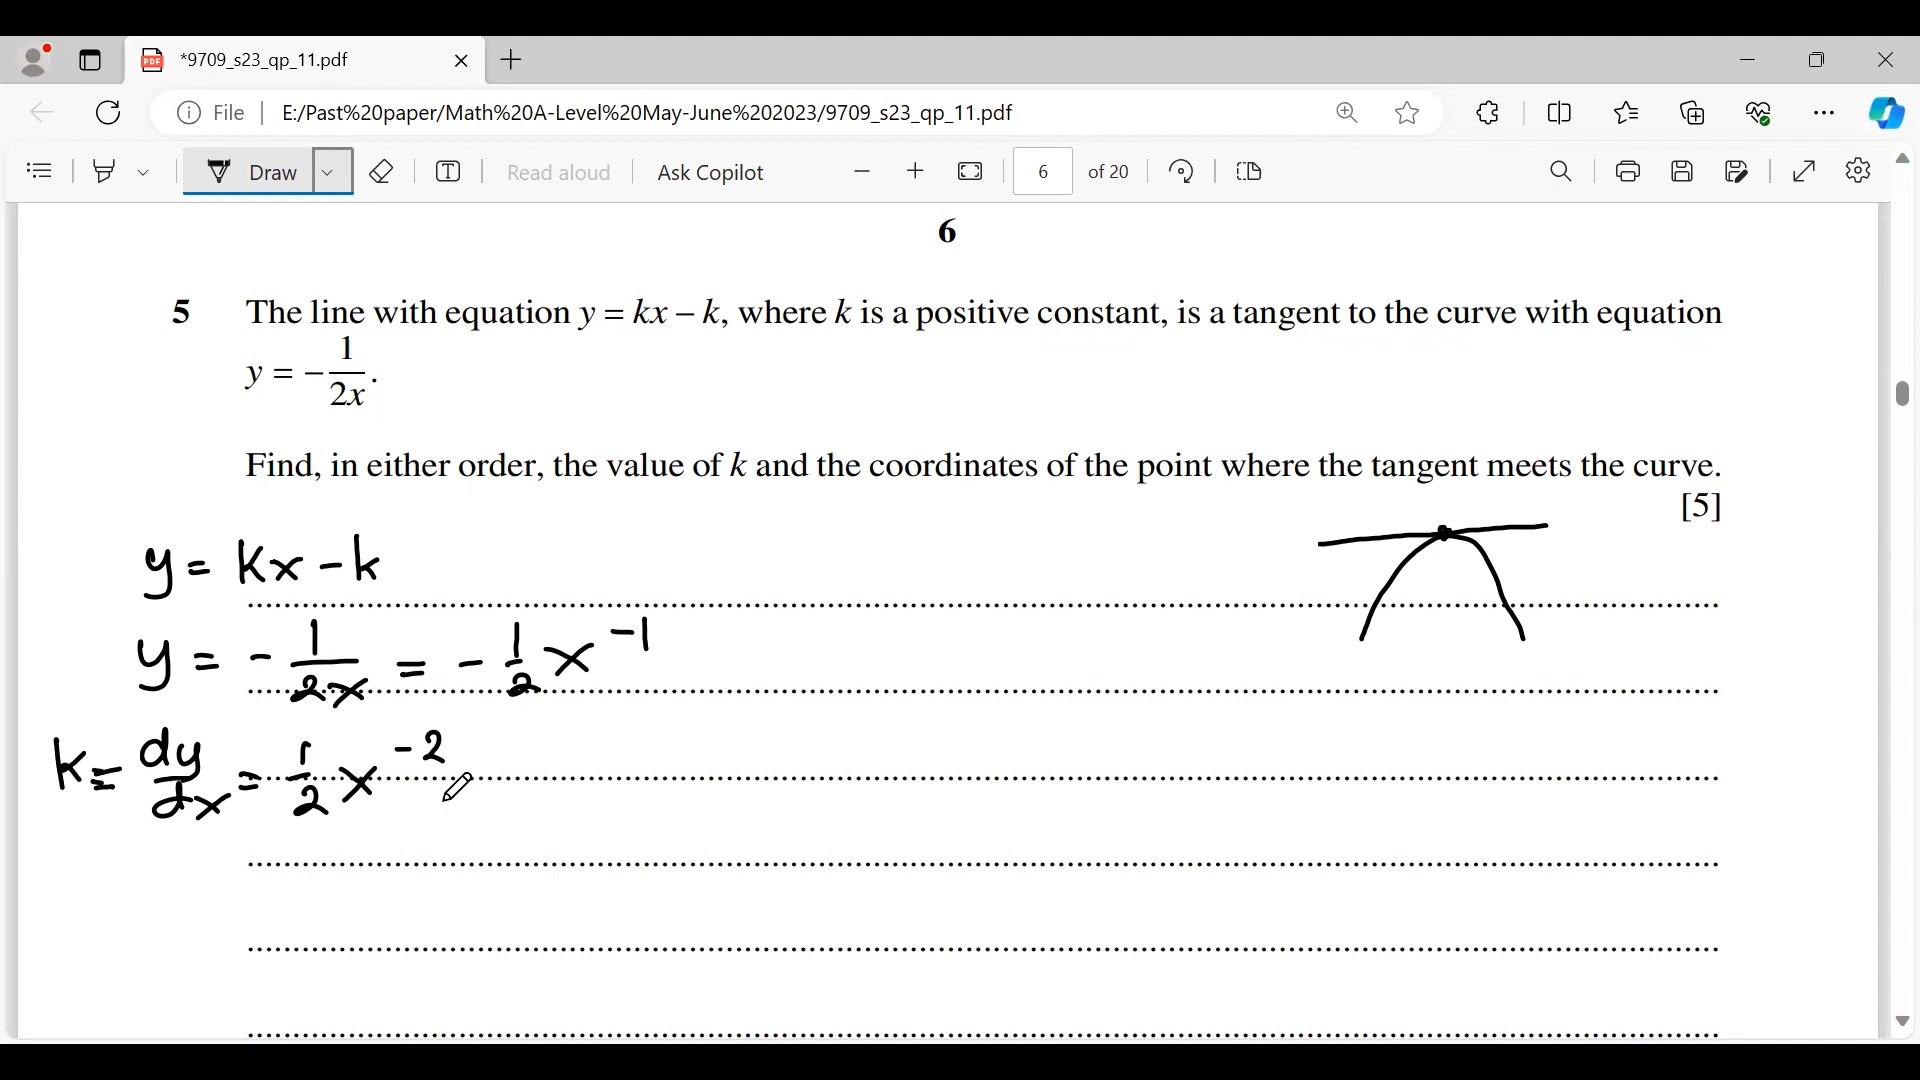 *9709_s23_qp_11.pdf
File | E:/Past%20paper/Math%20A-Level%20May-June%202023/9709_s23_qp_11.pdf
Draw Read aloud Ask Copilot 6 of 20
6
5 The line with equation y = kx − k, where k is a positive constant, is a tangent to the curve with equation
y = − 1/2x.
Find, in either order, the value of k and the coordinates of the point where the tangent meets the curve.
[5]
y = kx − k
y = − 1/2x = − 1/2 x^−1
k = dy/dx = 1/2 x^−2